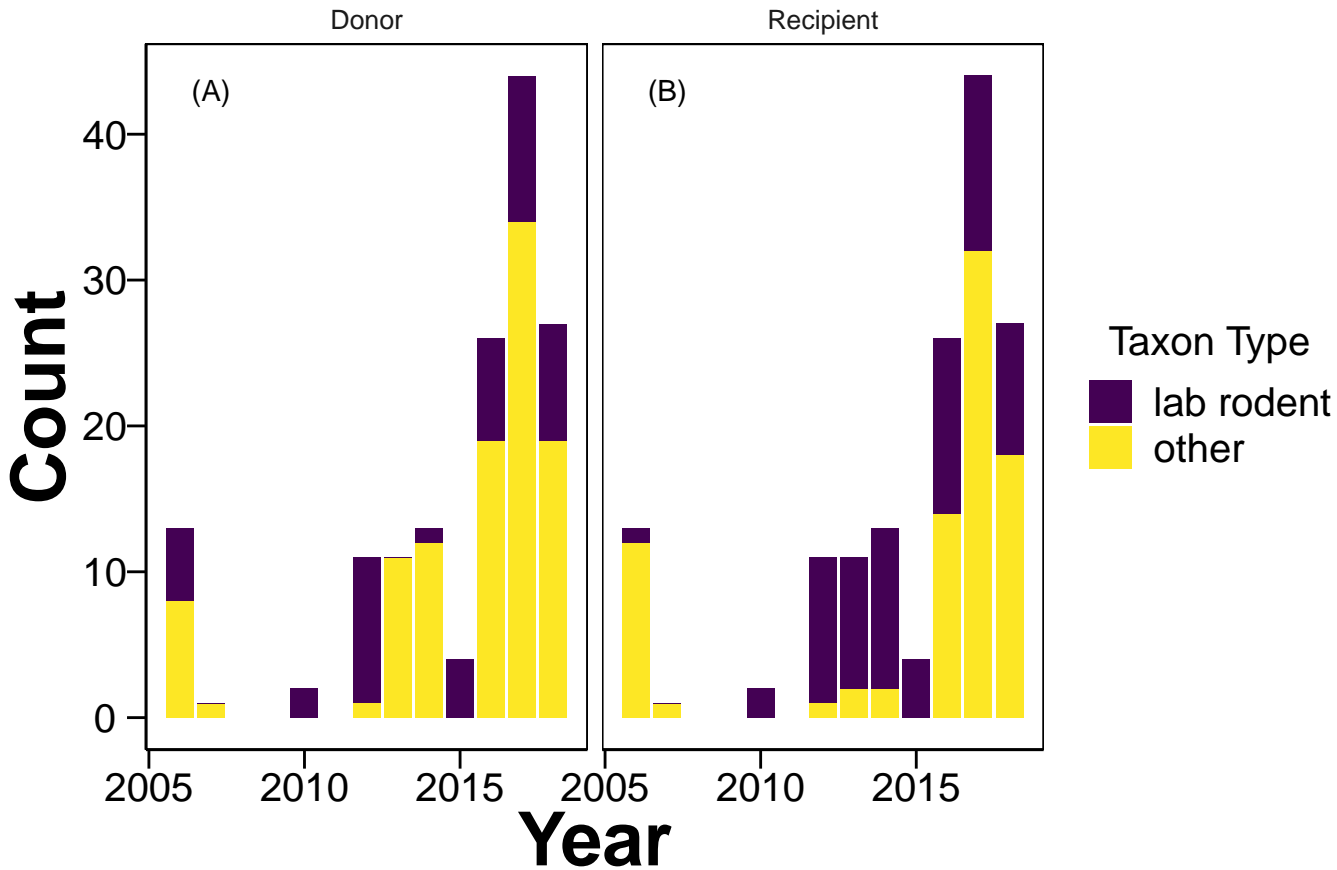 Donor
Recipient
(A)
(B)
40
30
20
10
0
Count
2005
2010
2015
2005
2010
2015
Year
Taxon Type
lab rodent
other